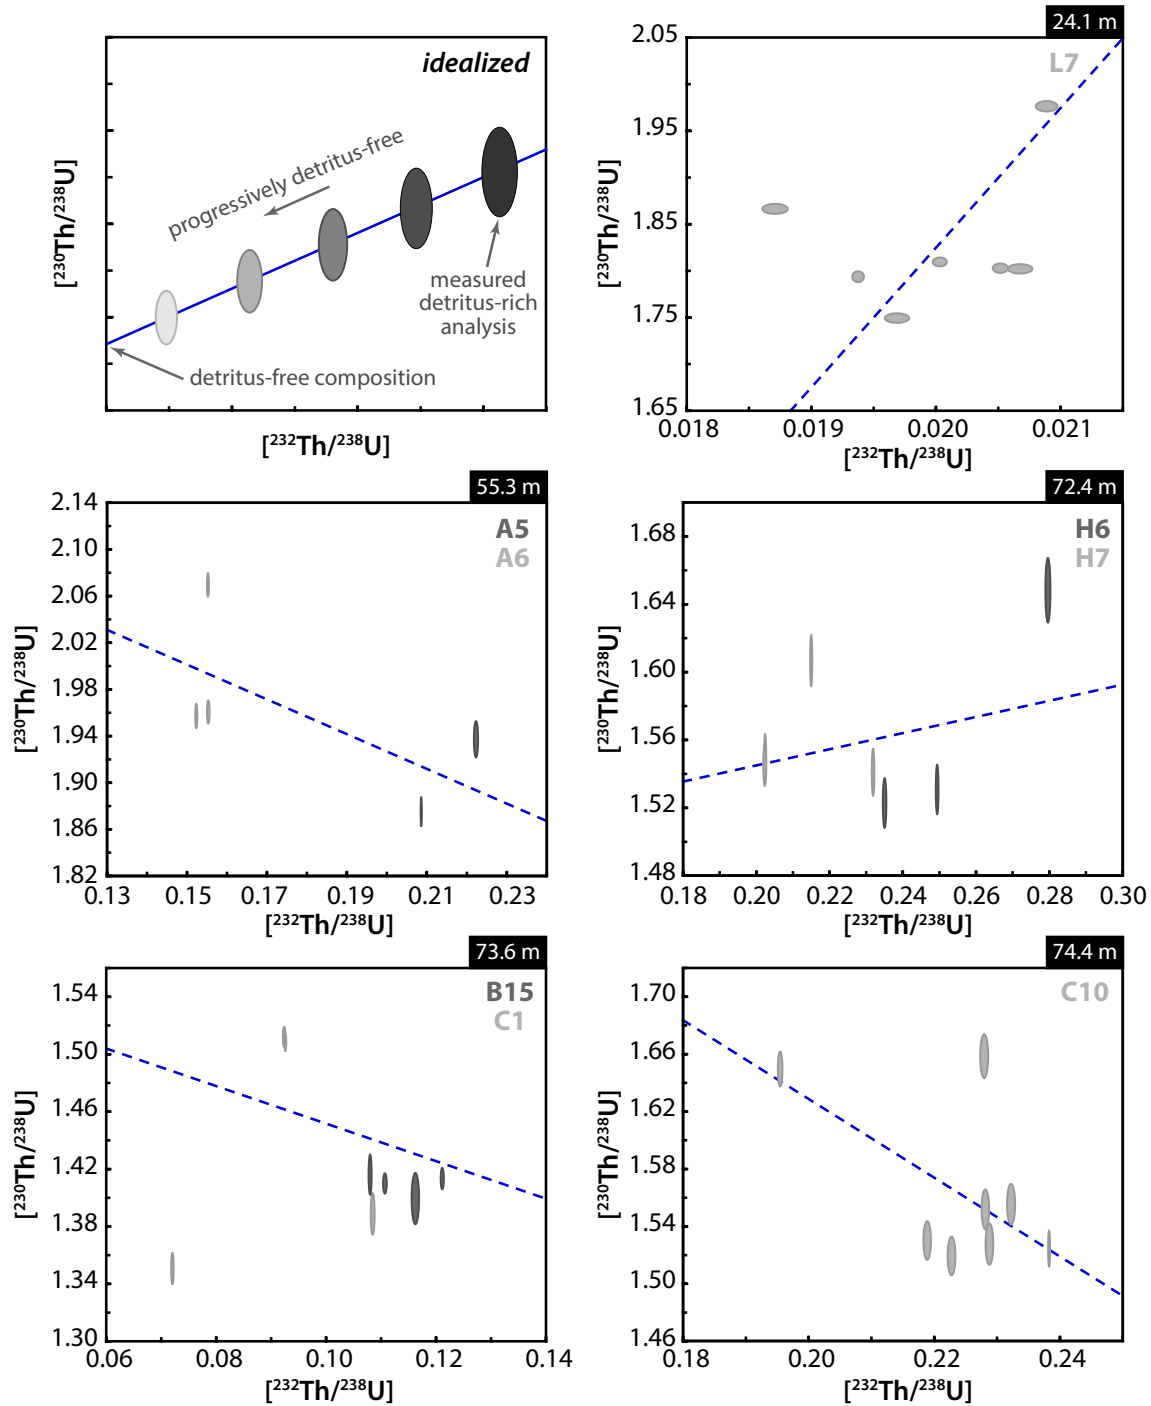 idealized
progressively detritus-free
measured
detritus-rich
analysis
detritus-free composition
[²³⁰Th/²³⁸U]
[²³²Th/²³⁸U]
24.1 m
L7
2.05
1.95
1.85
1.75
1.65
0.018 0.019 0.020 0.021
[²³⁰Th/²³⁸U]
[²³²Th/²³⁸U]
55.3 m
A5
A6
2.14
2.10
2.06
2.02
1.98
1.94
1.90
1.86
1.82
0.13 0.15 0.17 0.19 0.21 0.23
[²³⁰Th/²³⁸U]
[²³²Th/²³⁸U]
72.4 m
H6
H7
1.68
1.64
1.60
1.56
1.52
1.48
0.18 0.20 0.22 0.24 0.26 0.28 0.30
[²³⁰Th/²³⁸U]
[²³²Th/²³⁸U]
73.6 m
B15
C1
1.54
1.50
1.46
1.42
1.38
1.34
1.30
0.06 0.08 0.10 0.12 0.14
[²³⁰Th/²³⁸U]
[²³²Th/²³⁸U]
74.4 m
C10
1.70
1.66
1.62
1.58
1.54
1.50
1.46
0.18 0.20 0.22 0.24
[²³⁰Th/²³⁸U]
[²³²Th/²³⁸U]